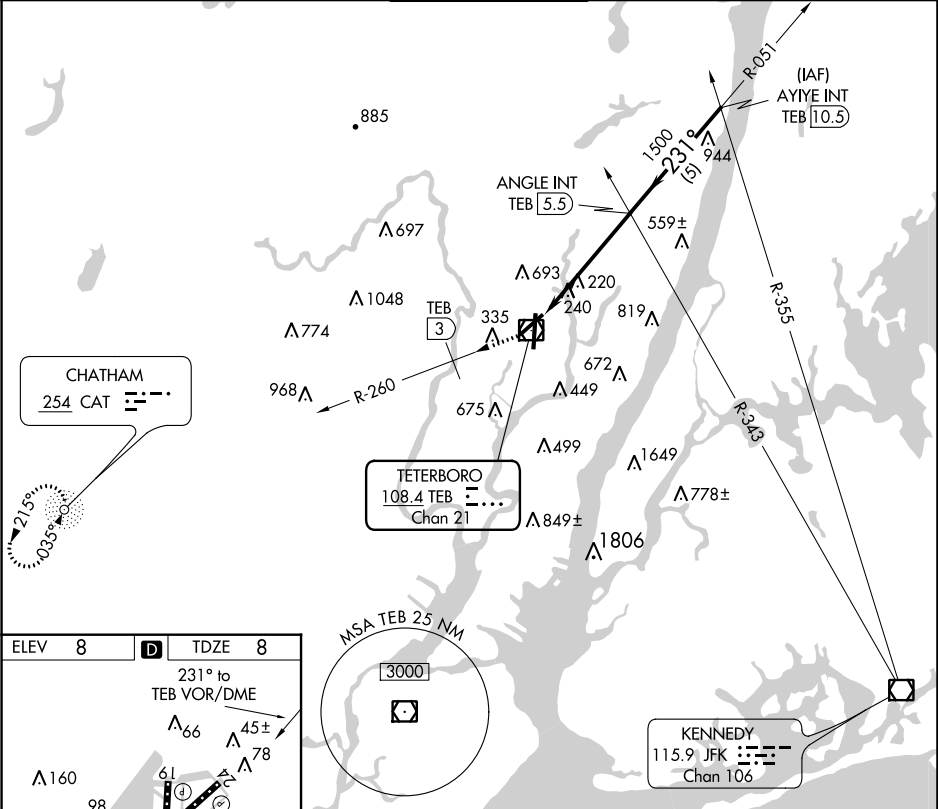 R-051
(IAF)
AYIYE INT
TEB 10.5
885
1500
231°
(5)
944
ANGLE INT
TEB 5.5
559±
697
693
220
240
1048
TEB
3
335
819
R-355
774
672
968
R-260
449
675
R-343
CHATHAM
254 CAT
499
1649
TETERBORO
108.4 TEB
Chan 21
778±
849±
1806
215°
035°
MSA TEB 25 NM
3000
ELEV 8 D TDZE 8
231° to
TEB VOR/DME
66
45±
78
160
98
19
24
P
P
KENNEDY
115.9 JFK
Chan 106